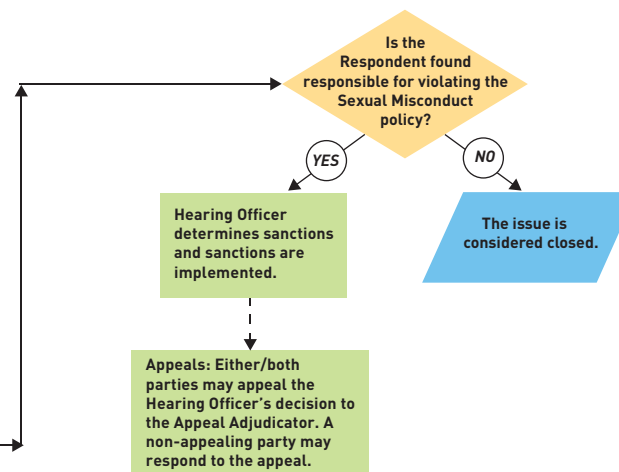 Is the
Respondent found
responsible for violating the
Sexual Misconduct
policy?
YES
NO
Hearing Officer
determines sanctions
and sanctions are
implemented.
The issue is
considered closed.
Appeals: Either/both
parties may appeal the
Hearing Officer’s decision to
the Appeal Adjudicator. A
non-appealing party may
respond to the appeal.